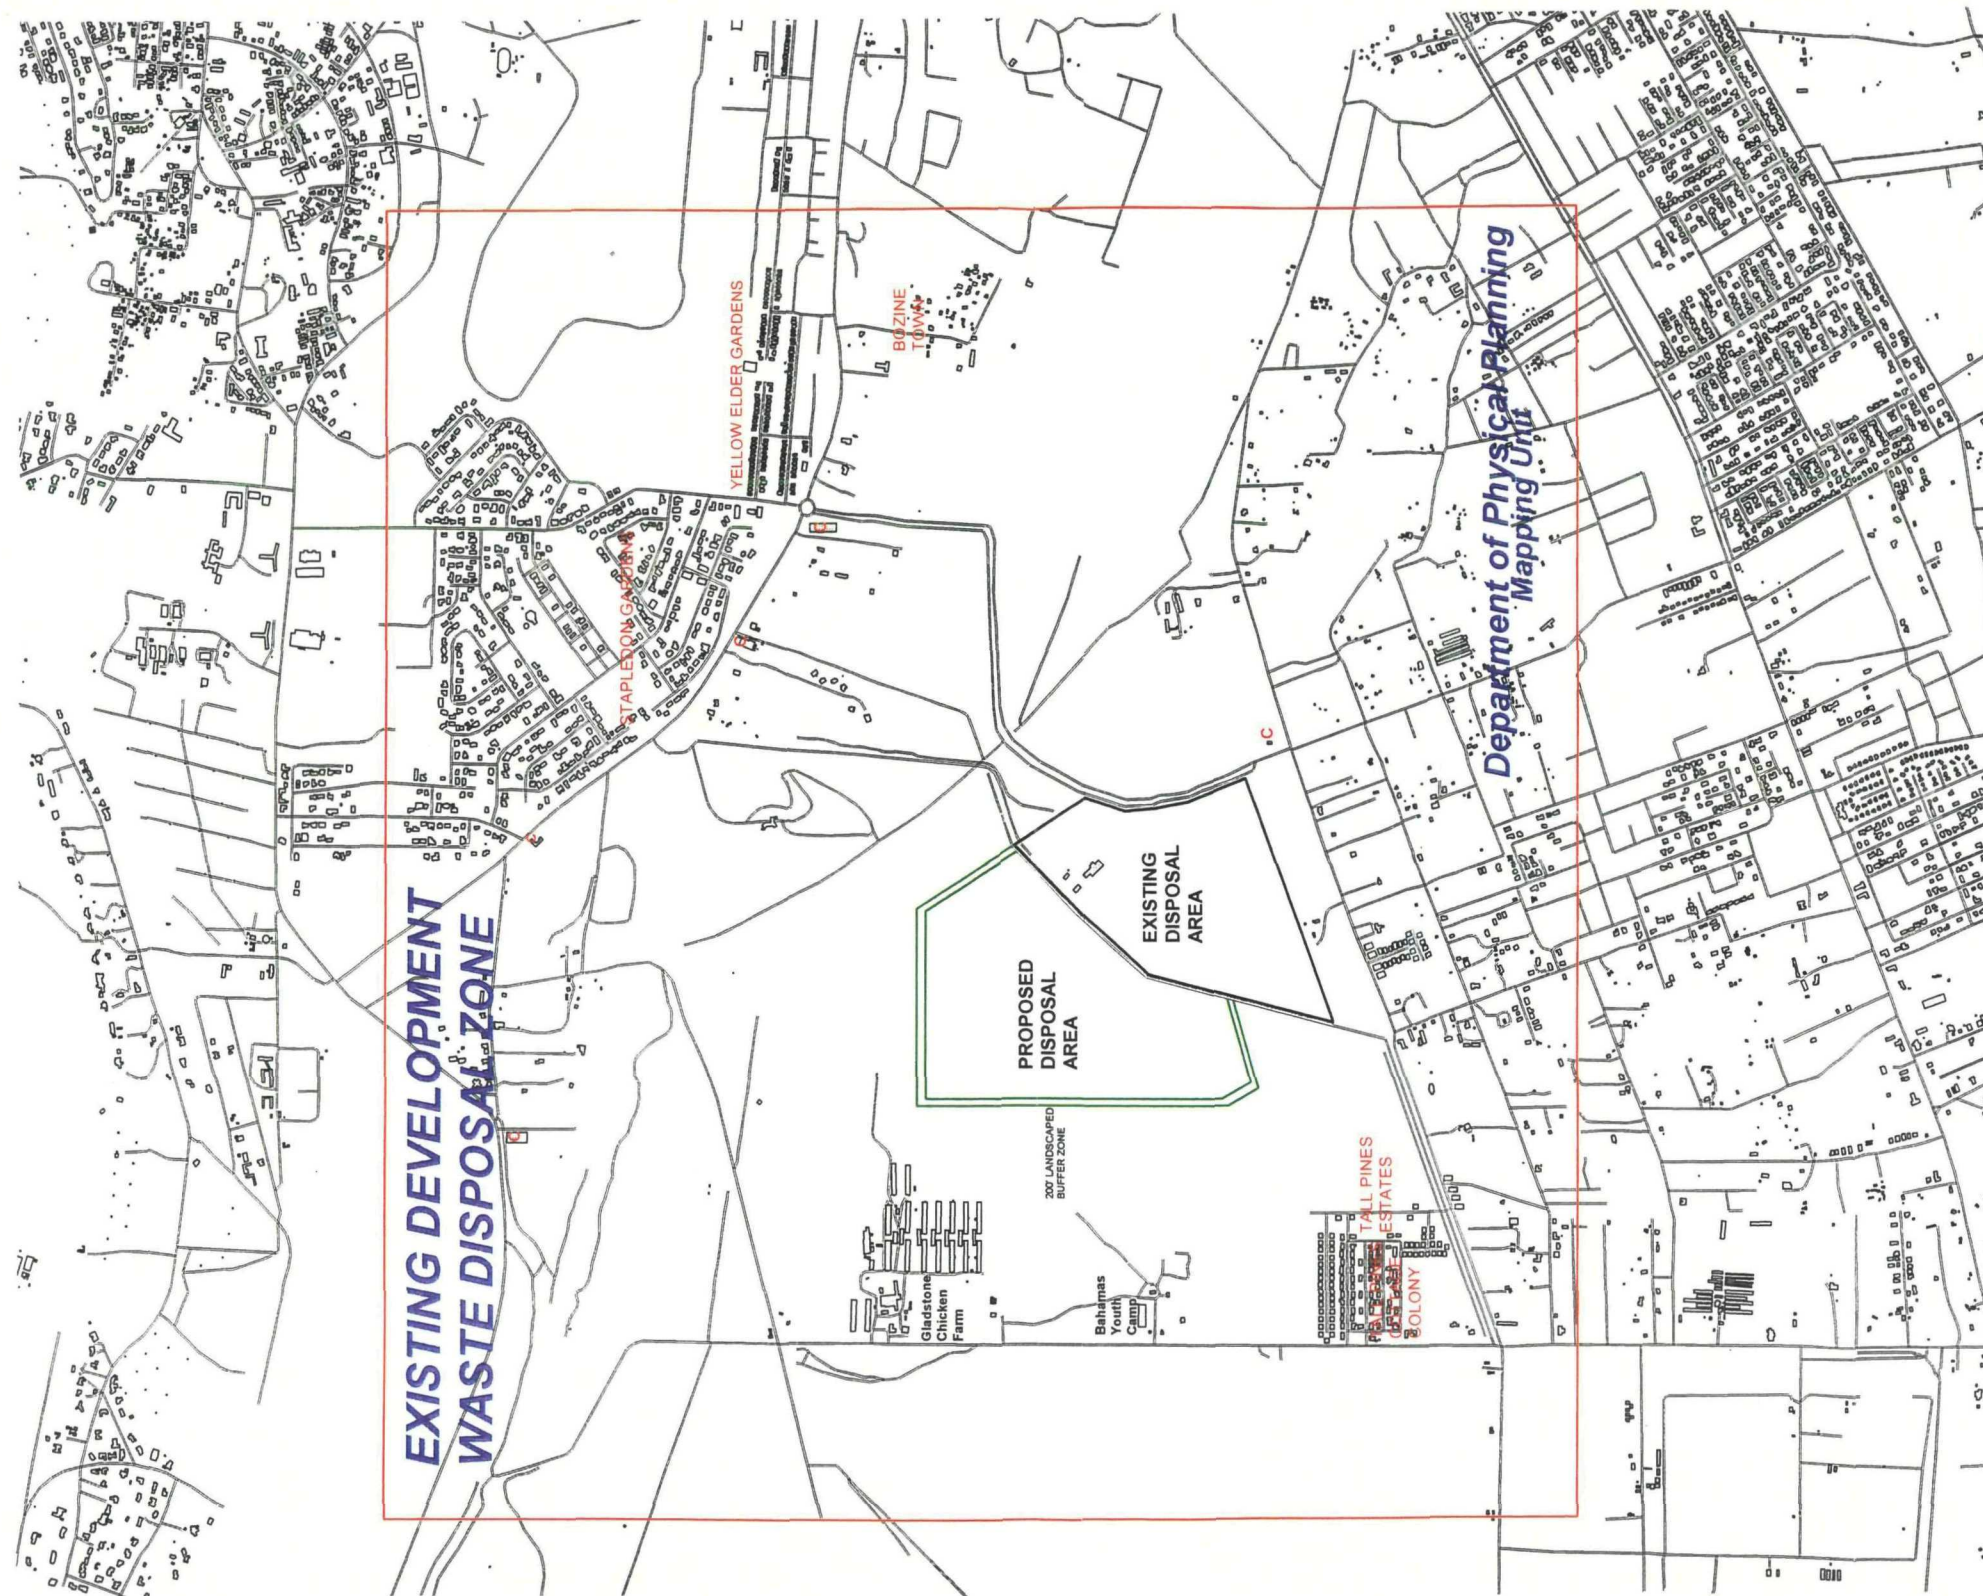 EXISTING DEVELOPMENT
WASTE DISPOSAL ZONE
STAPLEDON GARDENS
YELLOW ELDER GARDENS
BOZINE
TOWN
C
C
C
C
C
Gladstone
Chicken
Farm
PROPOSED
DISPOSAL
AREA
200' LANDSCAPED
BUFFER ZONE
Bahamas
Youth
Camp
EXISTING
DISPOSAL
AREA
TALL PINES
ESTATES
COLONY
Department of Physical Planning
Mapping Unit